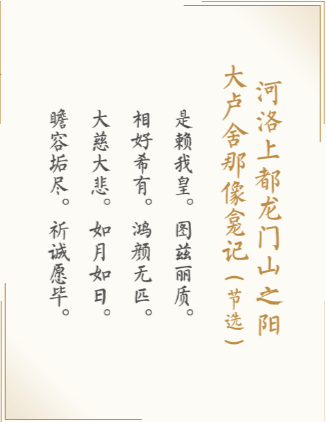 河洛上都龙门山之阳
大卢舍那像龛记(节选)
是赖我皇。图兹丽质。
相好希有。鸿颜无匹。
大慈大悲。如月如日。
瞻容垢尽。祈诚愿毕。